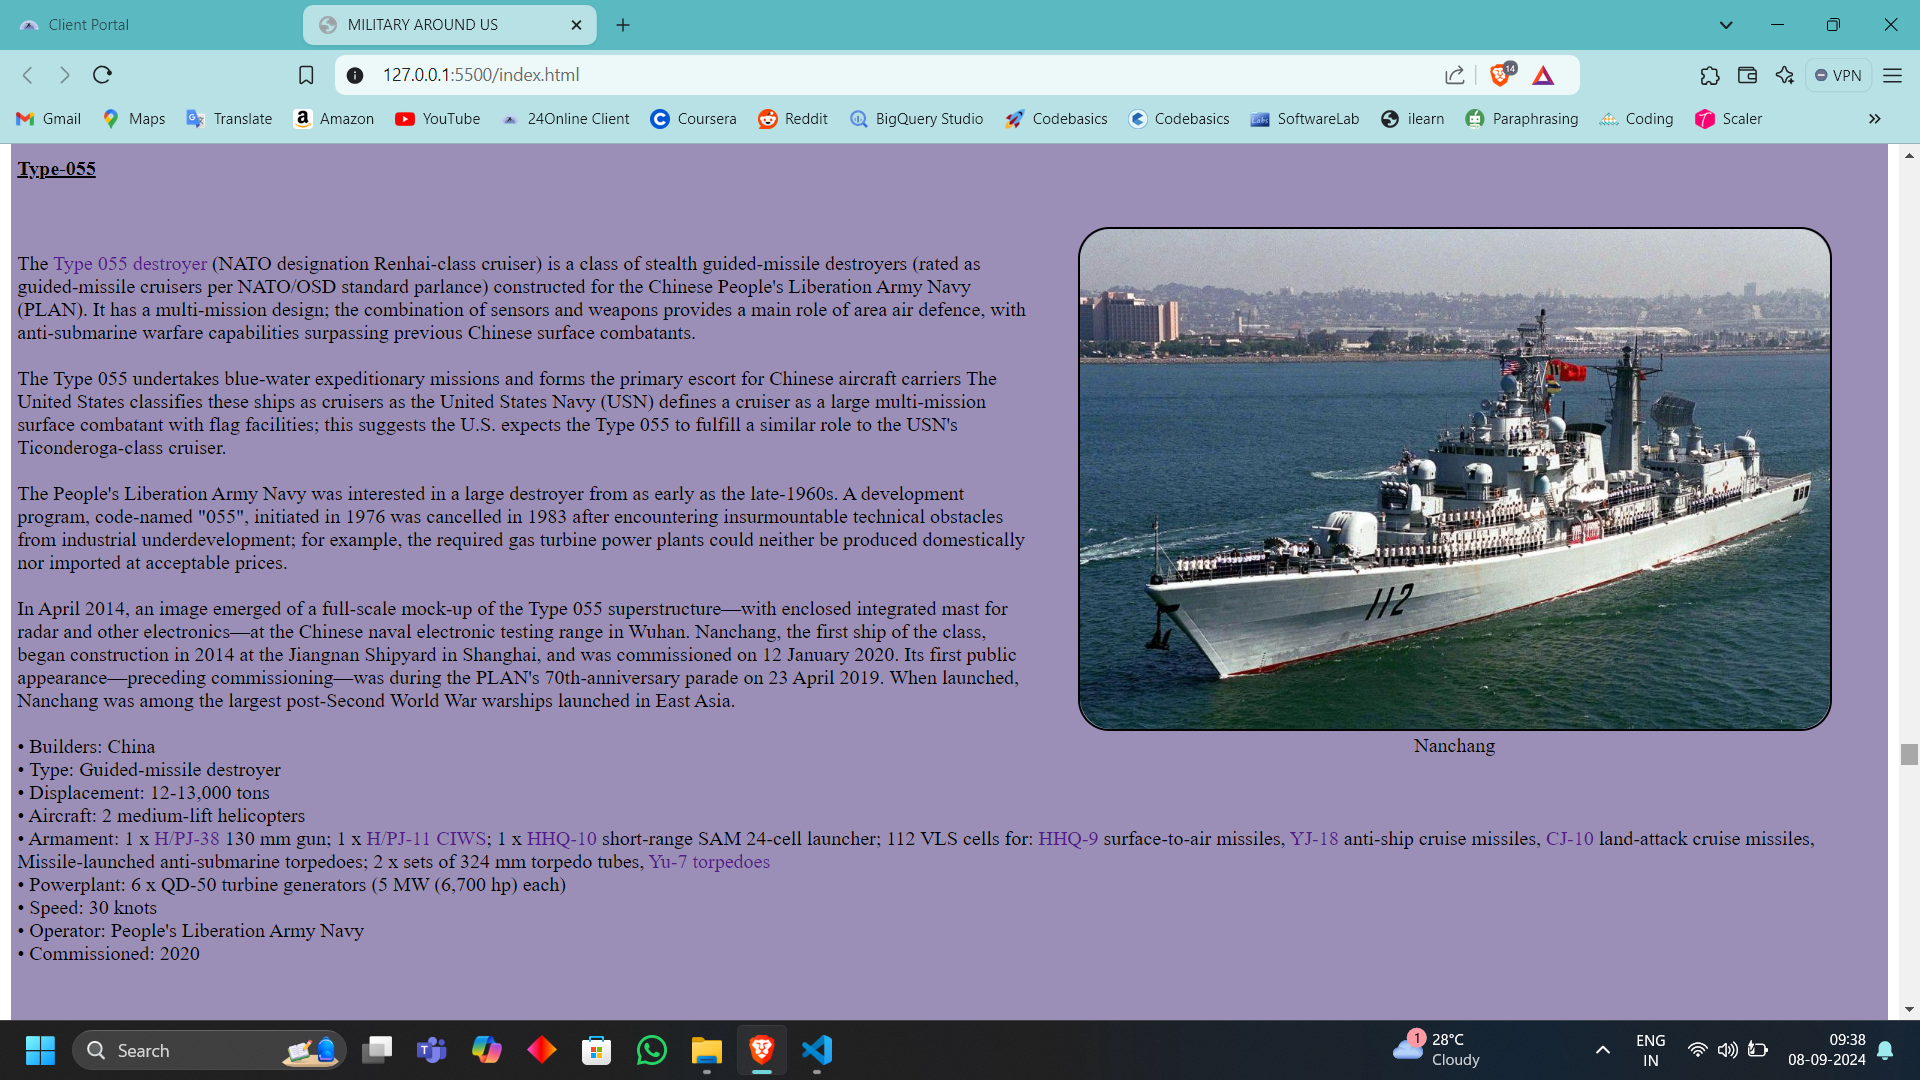 Client Portal
MILITARY AROUND US
127.0.0.1:5500/index.html
14
VPN
Gmail
Maps
Translate
Amazon
YouTube
24Online Client
Coursera
Reddit
BigQuery Studio
Codebasics
Codebasics
SoftwareLab
ilearn
Paraphrasing
Coding
Scaler
Type-055
The Type 055 destroyer (NATO designation Renhai-class cruiser) is a class of stealth guided-missile destroyers (rated as
guided-missile cruisers per NATO/OSD standard parlance) constructed for the Chinese People's Liberation Army Navy
(PLAN). It has a multi-mission design; the combination of sensors and weapons provides a main role of area air defence, with
anti-submarine warfare capabilities surpassing previous Chinese surface combatants.
The Type 055 undertakes blue-water expeditionary missions and forms the primary escort for Chinese aircraft carriers The
United States classifies these ships as cruisers as the United States Navy (USN) defines a cruiser as a large multi-mission
surface combatant with flag facilities; this suggests the U.S. expects the Type 055 to fulfill a similar role to the USN's
Ticonderoga-class cruiser.
The People's Liberation Army Navy was interested in a large destroyer from as early as the late-1960s. A development
program, code-named "055", initiated in 1976 was cancelled in 1983 after encountering insurmountable technical obstacles
from industrial underdevelopment; for example, the required gas turbine power plants could neither be produced domestically
nor imported at acceptable prices.
In April 2014, an image emerged of a full-scale mock-up of the Type 055 superstructure—with enclosed integrated mast for
radar and other electronics—at the Chinese naval electronic testing range in Wuhan. Nanchang, the first ship of the class,
began construction in 2014 at the Jiangnan Shipyard in Shanghai, and was commissioned on 12 January 2020. Its first public
appearance—preceding commissioning—was during the PLAN's 70th-anniversary parade on 23 April 2019. When launched,
Nanchang was among the largest post-Second World War warships launched in East Asia.
112
Nanchang
• Builders: China
• Type: Guided-missile destroyer
• Displacement: 12-13,000 tons
• Aircraft: 2 medium-lift helicopters
• Armament: 1 x H/PJ-38 130 mm gun; 1 x H/PJ-11 CIWS; 1 x HHQ-10 short-range SAM 24-cell launcher; 112 VLS cells for: HHQ-9 surface-to-air missiles, YJ-18 anti-ship cruise missiles, CJ-10 land-attack cruise missiles,
Missile-launched anti-submarine torpedoes; 2 x sets of 324 mm torpedo tubes, Yu-7 torpedoes
• Powerplant: 6 x QD-50 turbine generators (5 MW (6,700 hp) each)
• Speed: 30 knots
• Operator: People's Liberation Army Navy
• Commissioned: 2020
Search
1
28°C
Cloudy
ENG
IN
09:38
08-09-2024